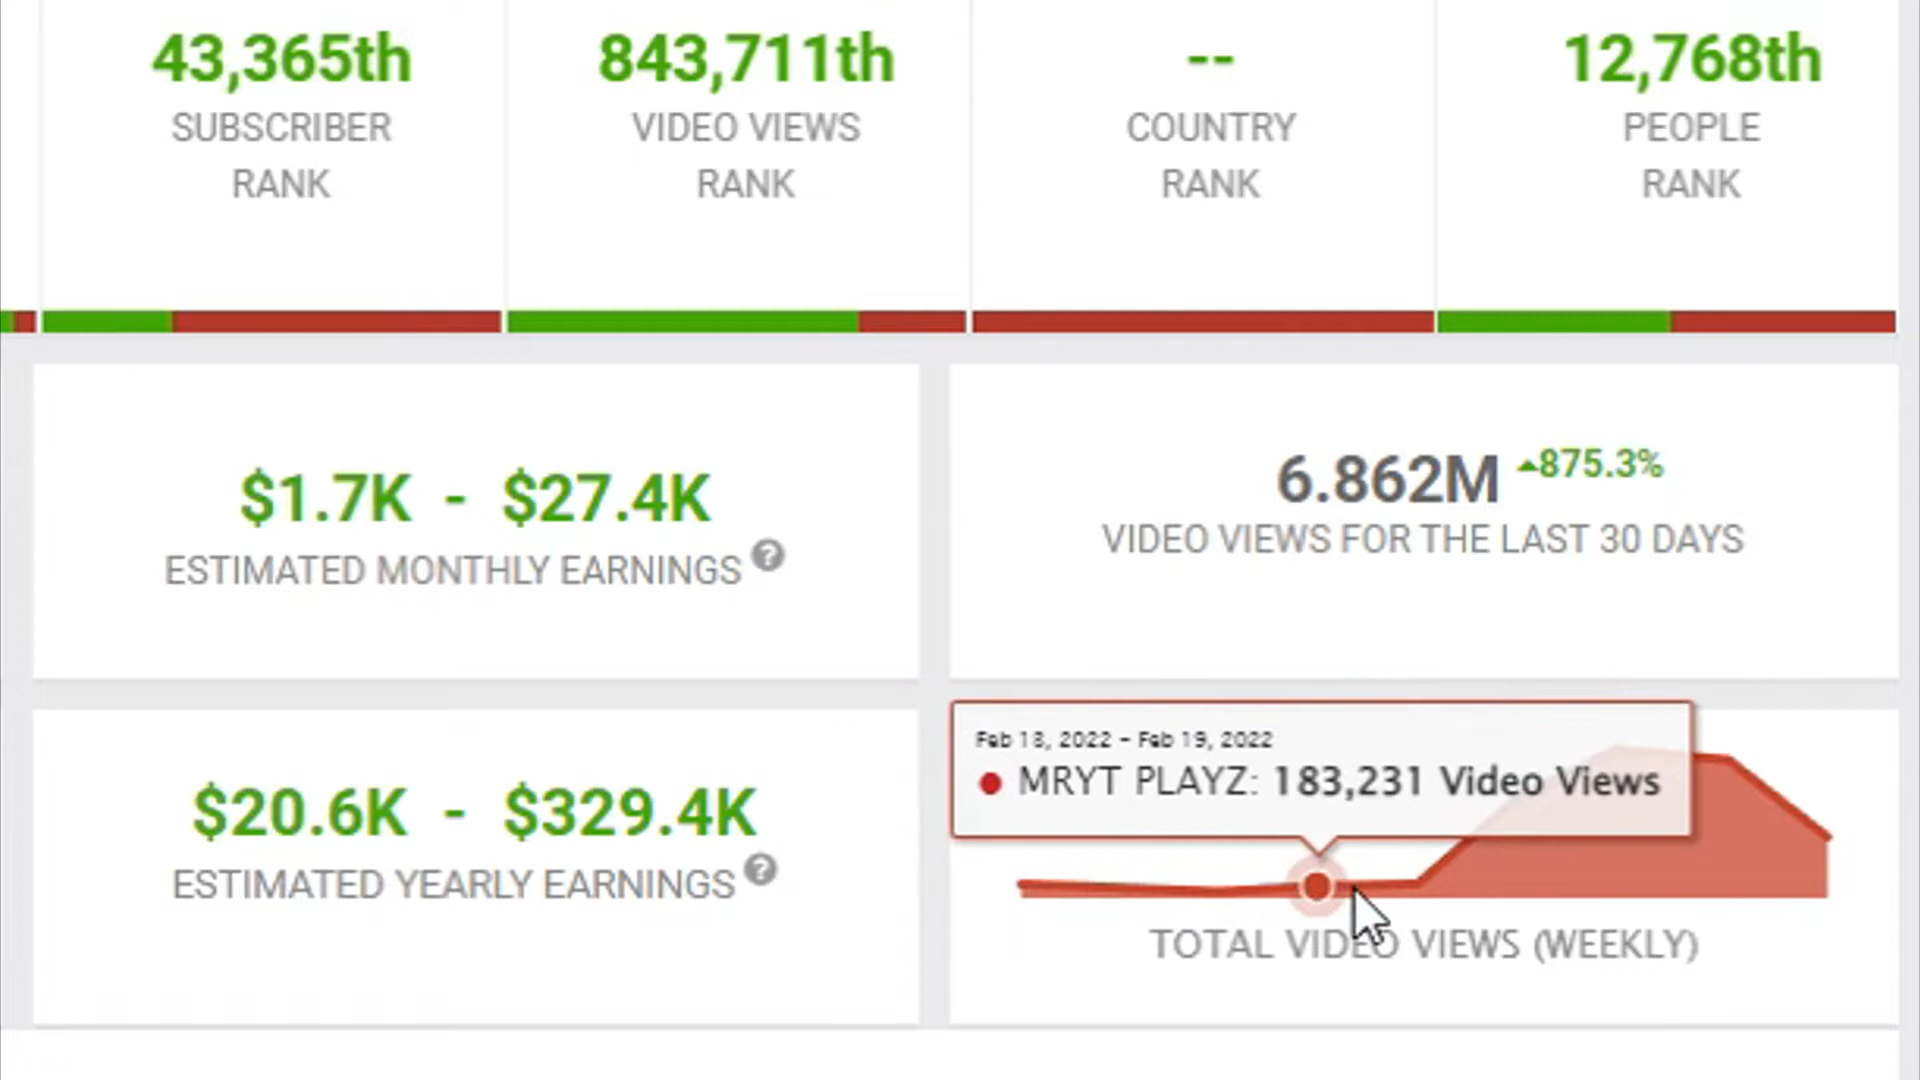 43,365th
SUBSCRIBER
RANK
843,711th
VIDEO VIEWS
RANK
--
COUNTRY
RANK
12,768th
PEOPLE
RANK
$1.7K - $27.4K
ESTIMATED MONTHLY EARNINGS ?
6.862M 875.3%
VIDEO VIEWS FOR THE LAST 30 DAYS
$20.6K - $329.4K
ESTIMATED YEARLY EARNINGS ?
Feb 13, 2022 - Feb 19, 2022
MRYT PLAYZ: 183,231 Video Views
TOTAL VIDEO VIEWS (WEEKLY)